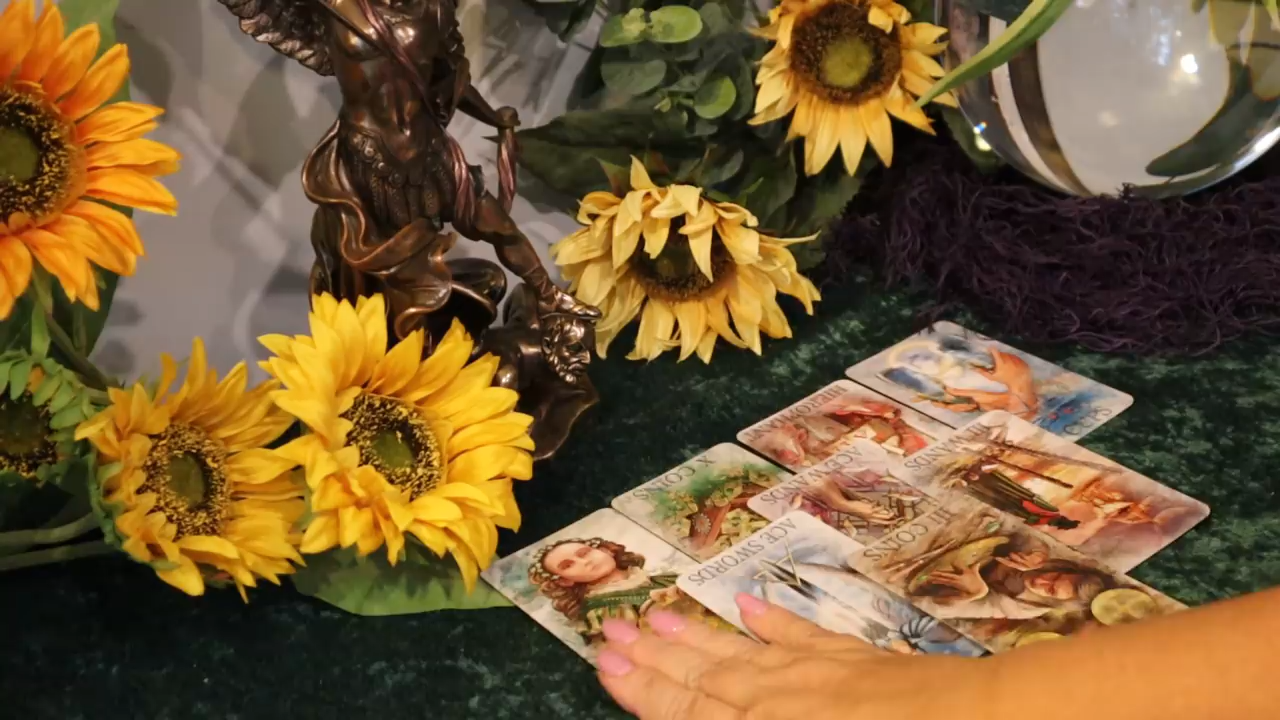 CUPS
WANDS
ACE WANDS
X COINS
III COINS
ACE SWORDS